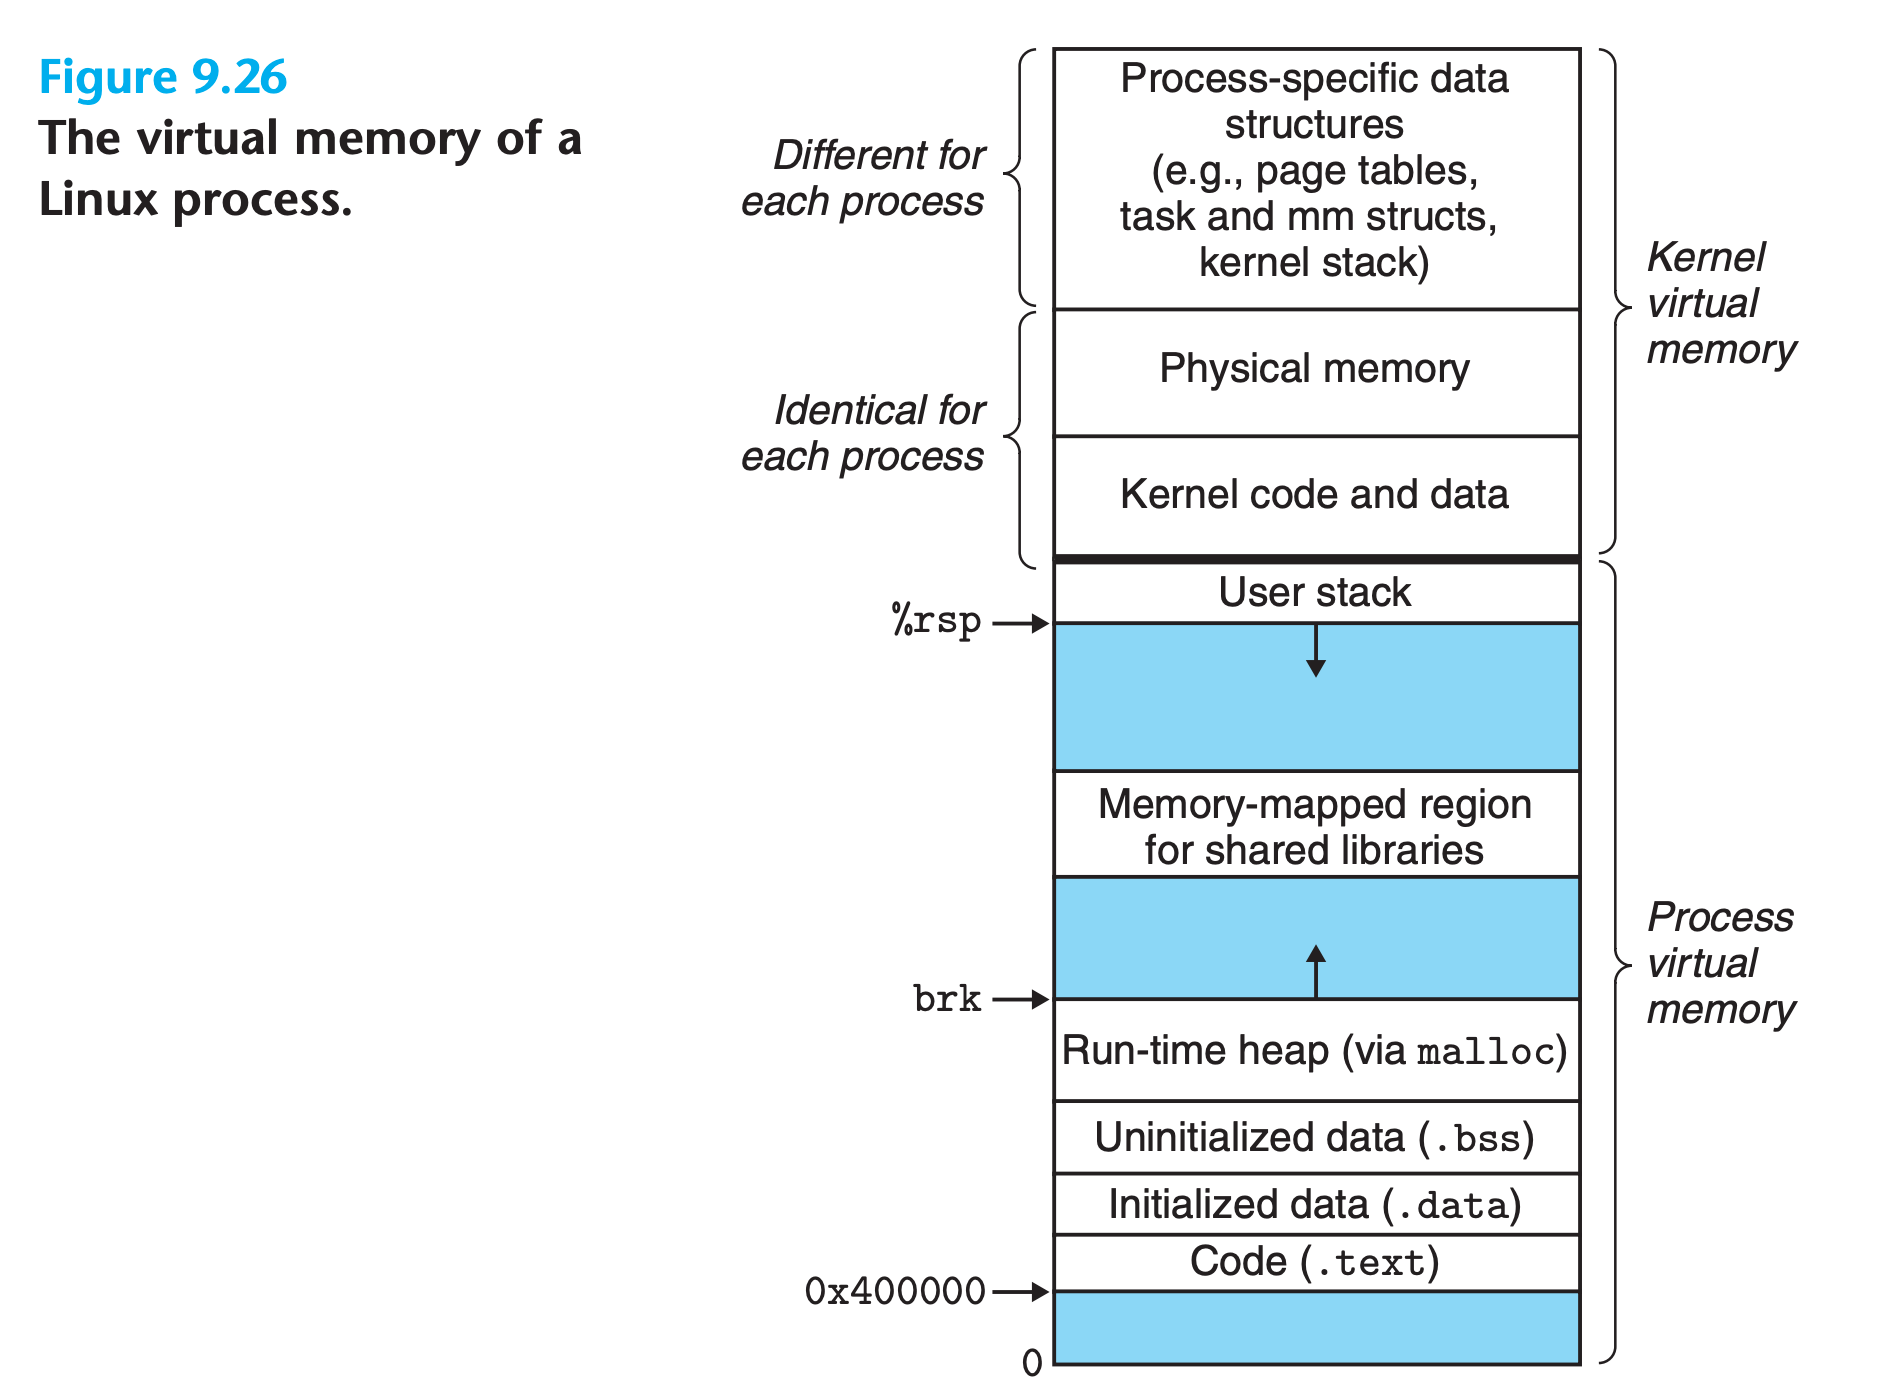 Figure 9.26
The virtual memory of a
Linux process.
Different for
each process
Process-specific data
structures
(e.g., page tables,
task and mm structs,
kernel stack)
Kernel
virtual
memory
Identical for
each process
Physical memory
Kernel code and data
User stack
%rsp
Memory-mapped region
for shared libraries
Process
virtual
memory
brk
Run-time heap (via malloc)
Uninitialized data (.bss)
Initialized data (.data)
Code (.text)
0x400000
0